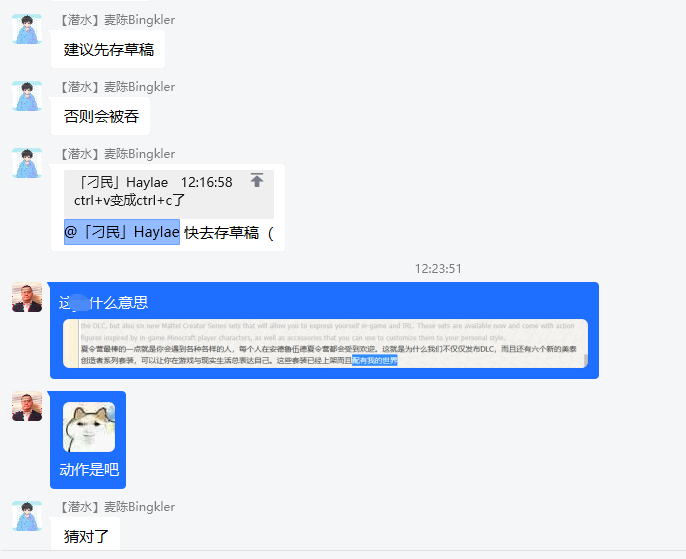 【潜水】麦陈Bingkler
建议先存草稿
【潜水】麦陈Bingkler
否则会被吞
【潜水】麦陈Bingkler
「刁民」Haylae 12:16:58
ctrl+v变成ctrl+c了
@「刁民」Haylae 快去存草稿（
12:23:51
这什么意思
the DLC, but also six new Mattel Creator Series sets that will allow you to express yourself in-game and IRL. These sets are available now and come with action
figures inspired by in-game Minecraft player characters, as well as accessories that you can use to customize them to your personal style.
夏令营最棒的一点就是你会遇到各种各样的人，每个人在安德鲁伍德夏令营都会受到欢迎。这就是为什么我们不仅仅发布DLC，而且还有六个新的美泰
创造者系列套装，可以让你在游戏与现实生活总表达自己。这些套装已经上架而且配有我的世界
动作是吧
【潜水】麦陈Bingkler
猜对了